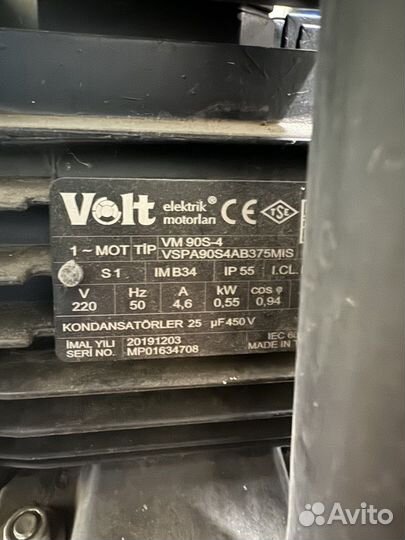 Volt elektrik® motorları CE TSE
1~ MOT TİP VM 90S-4
VSPA90S4AB375MIS
S1 IM B34 IP 55 I.CL.
V Hz A kW cos φ
220 50 4,6 0,55 0,94
KONDANSATÖRLER 25 µF 450 V
İMAL YILI 20191203 IEC
SERİ NO. MP01634708 MADE IN
Avito